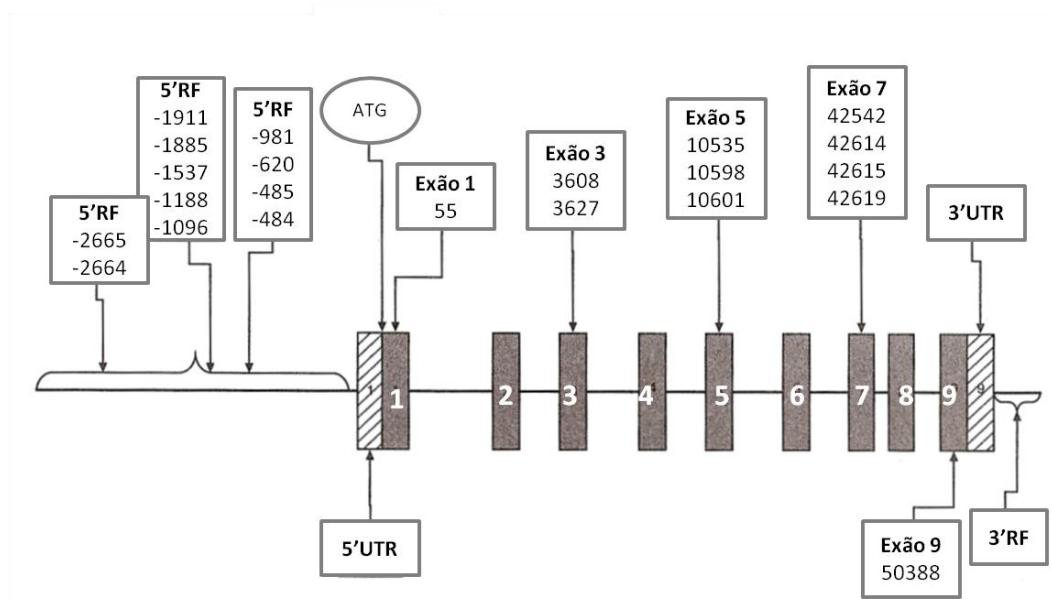 5'RF
-2665
-2664
5'RF
-1911
-1885
-1537
-1188
-1096
5'RF
-981
-620
-485
-484
ATG
Exão 1
55
Exão 3
3608
3627
Exão 5
10535
10598
10601
Exão 7
42542
42614
42615
42619
3'UTR
1
1
2
3
4
5
6
7
8
9
9
5'UTR
Exão 9
50388
3'RF